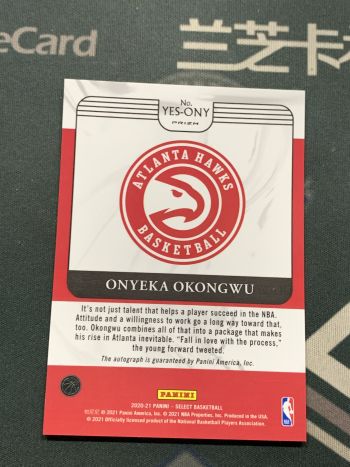 eCard
兰芝卡
No.
YES-ONY
PRIZM
ATLANTA HAWKS
BASKETBALL
ONYEKA OKONGWU
It's not just talent that helps a player succeed in the NBA.
Attitude and a willingness to work go a long way toward that,
too. Okongwu combines all of that into a package that makes
his rise in Atlanta inevitable. "Fall in love with the process,"
the young forward tweeted.
The autograph is guaranteed by Panini America, Inc.
PANINI
2020-21 PANINI - SELECT BASKETBALL
© 2021 Panini America, Inc. © 2021 NBA Properties, Inc. Produced in the USA.
© 2021 Officially licensed product of the National Basketball Players Association.